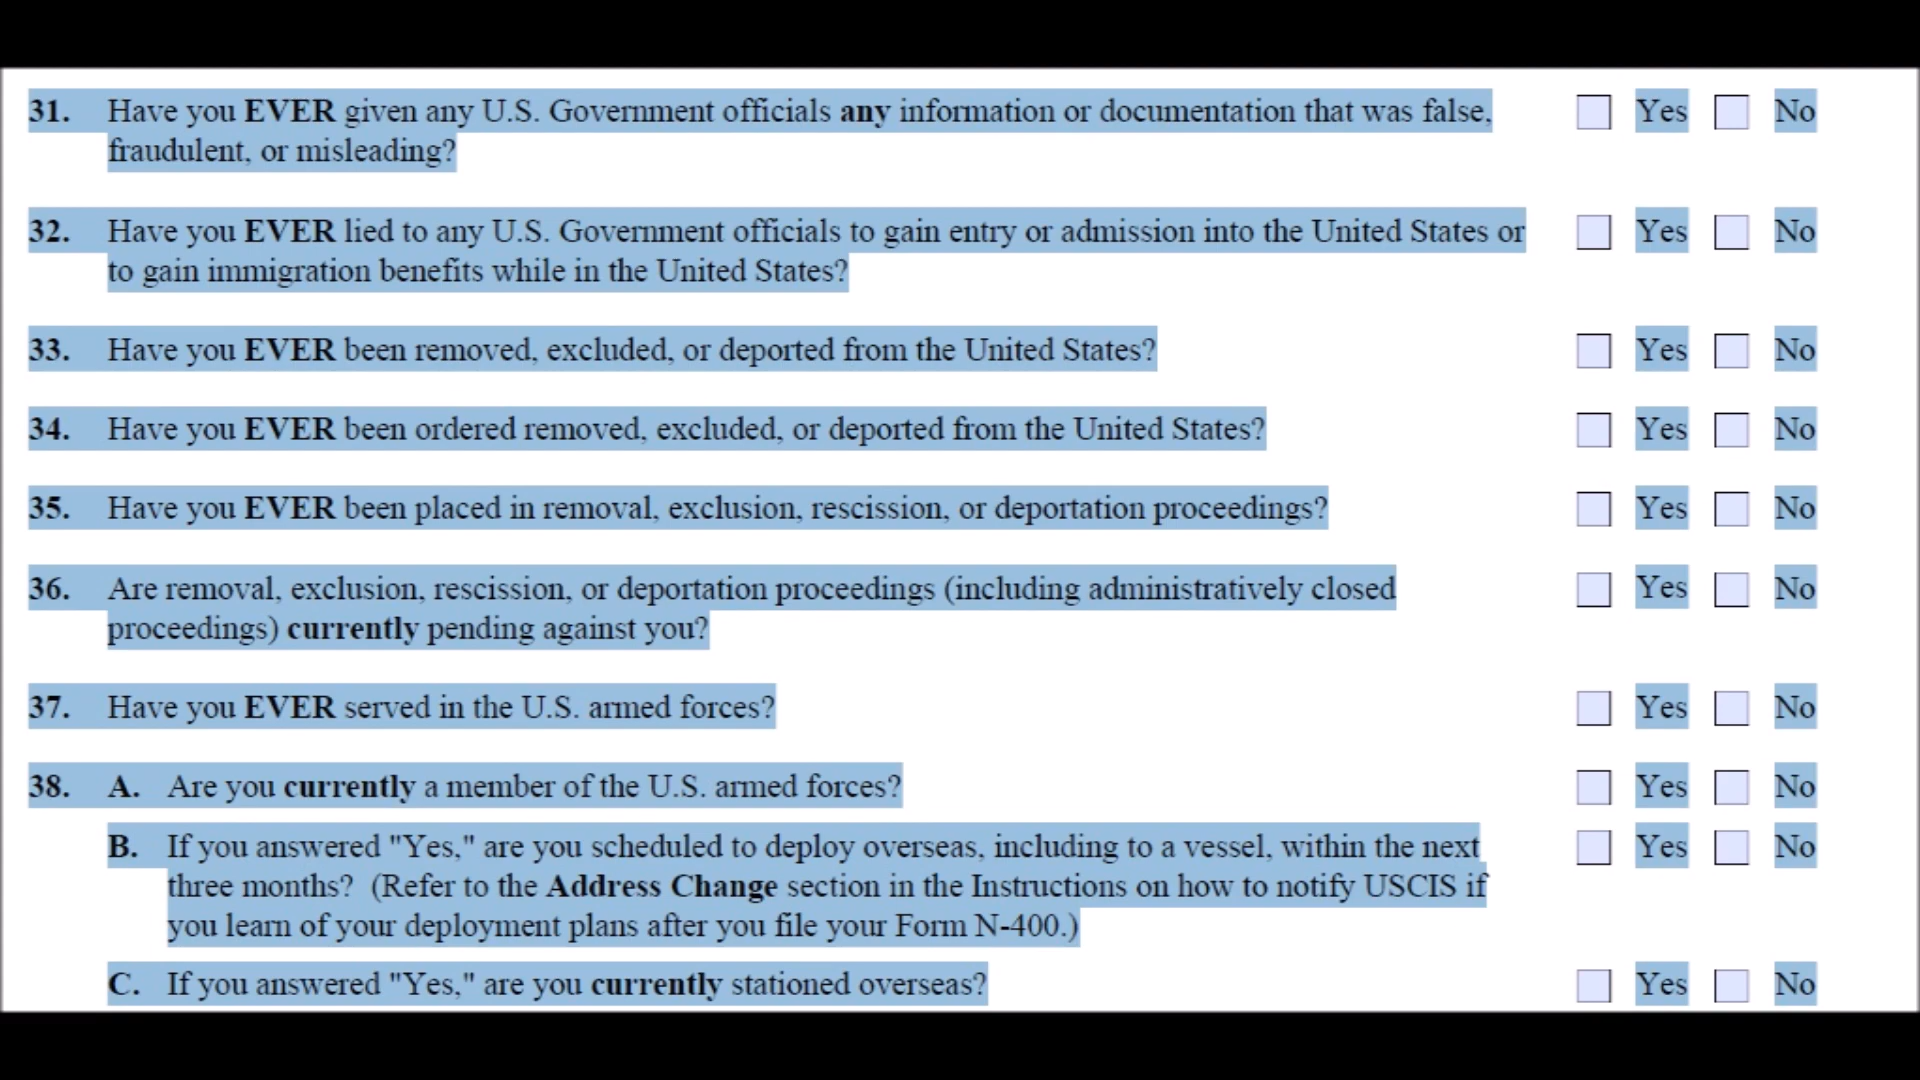 31. Have you EVER given any U.S. Government officials any information or documentation that was false, Yes No
fraudulent, or misleading?
32. Have you EVER lied to any U.S. Government officials to gain entry or admission into the United States or Yes No
to gain immigration benefits while in the United States?
33. Have you EVER been removed, excluded, or deported from the United States? Yes No
34. Have you EVER been ordered removed, excluded, or deported from the United States? Yes No
35. Have you EVER been placed in removal, exclusion, rescission, or deportation proceedings? Yes No
36. Are removal, exclusion, rescission, or deportation proceedings (including administratively closed Yes No
proceedings) currently pending against you?
37. Have you EVER served in the U.S. armed forces? Yes No
38. A. Are you currently a member of the U.S. armed forces? Yes No
B. If you answered "Yes," are you scheduled to deploy overseas, including to a vessel, within the next Yes No
three months? (Refer to the Address Change section in the Instructions on how to notify USCIS if
you learn of your deployment plans after you file your Form N-400.)
C. If you answered "Yes," are you currently stationed overseas? Yes No